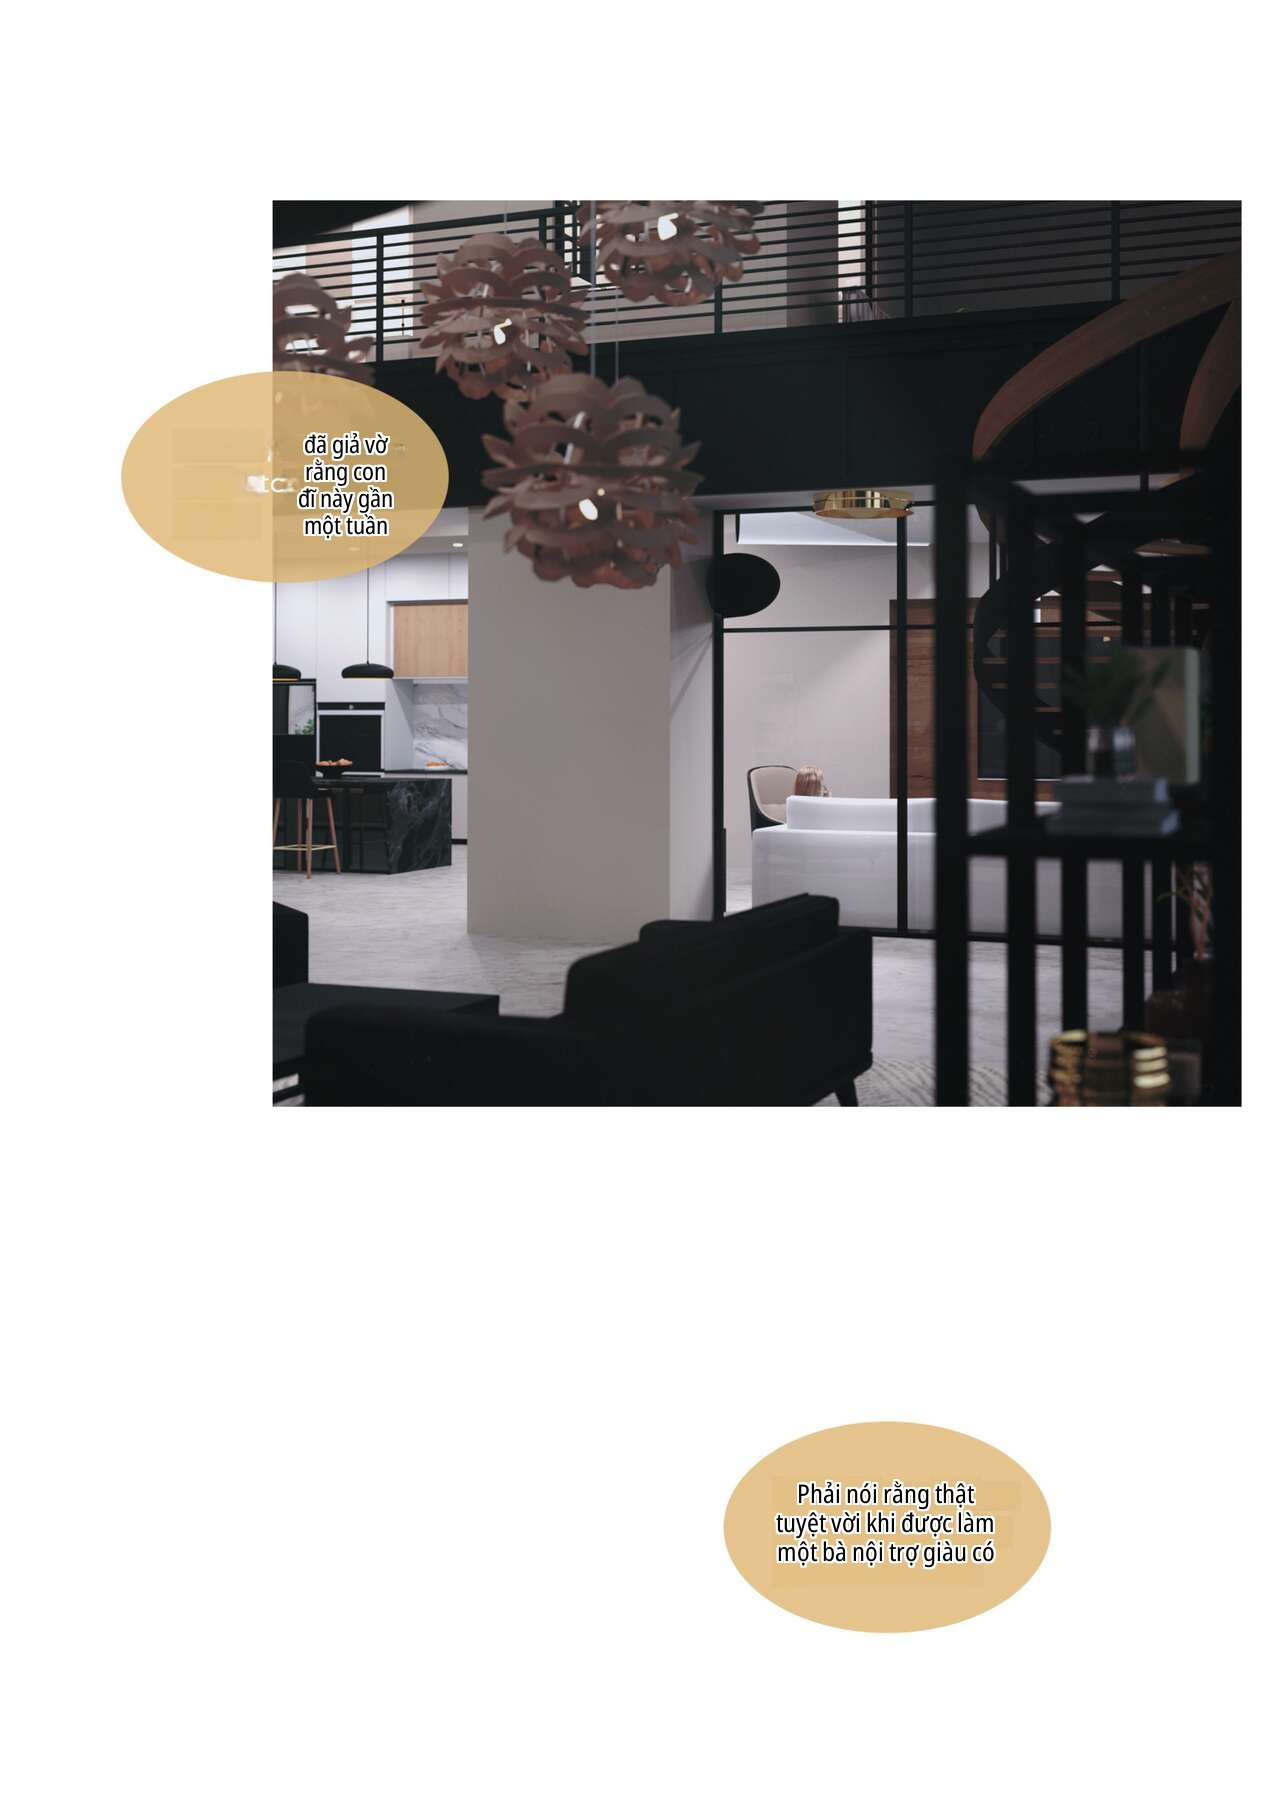 đã giả vờ
rằng con
đĩ này gần
một tuần
Phải nói rằng thật
tuyệt vời khi được làm
một bà nội trợ giàu có